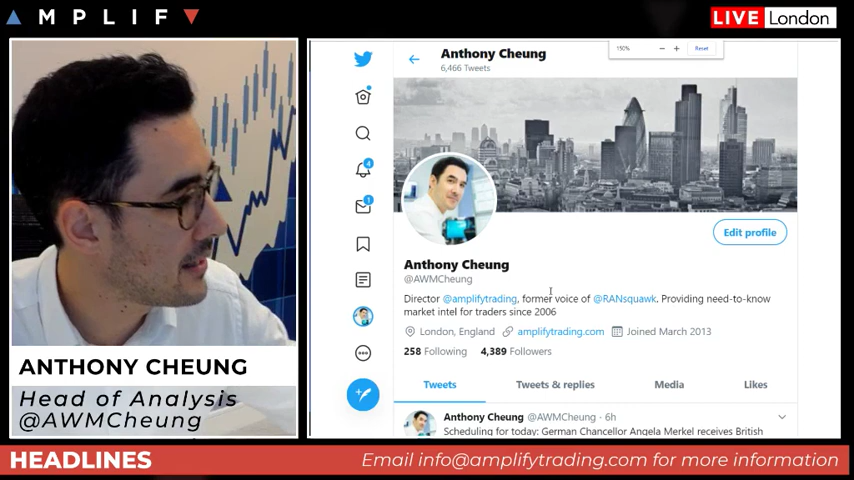 AMPLIFY
LIVE London
Anthony Cheung
6,466 Tweets
150%
Reset
Edit profile
Anthony Cheung
@AWMCheung
Director @amplifytrading, former voice of @RANsquawk. Providing need-to-know
market intel for traders since 2006
London, England amplifytrading.com Joined March 2013
258 Following 4,389 Followers
Tweets Tweets & replies Media Likes
Anthony Cheung @AWMCheung · 6h
Scheduling for today: German Chancellor Angela Merkel receives British
4
1
ANTHONY CHEUNG
Head of Analysis
@AWMCheung
HEADLINES
Email info@amplifytrading.com for more information